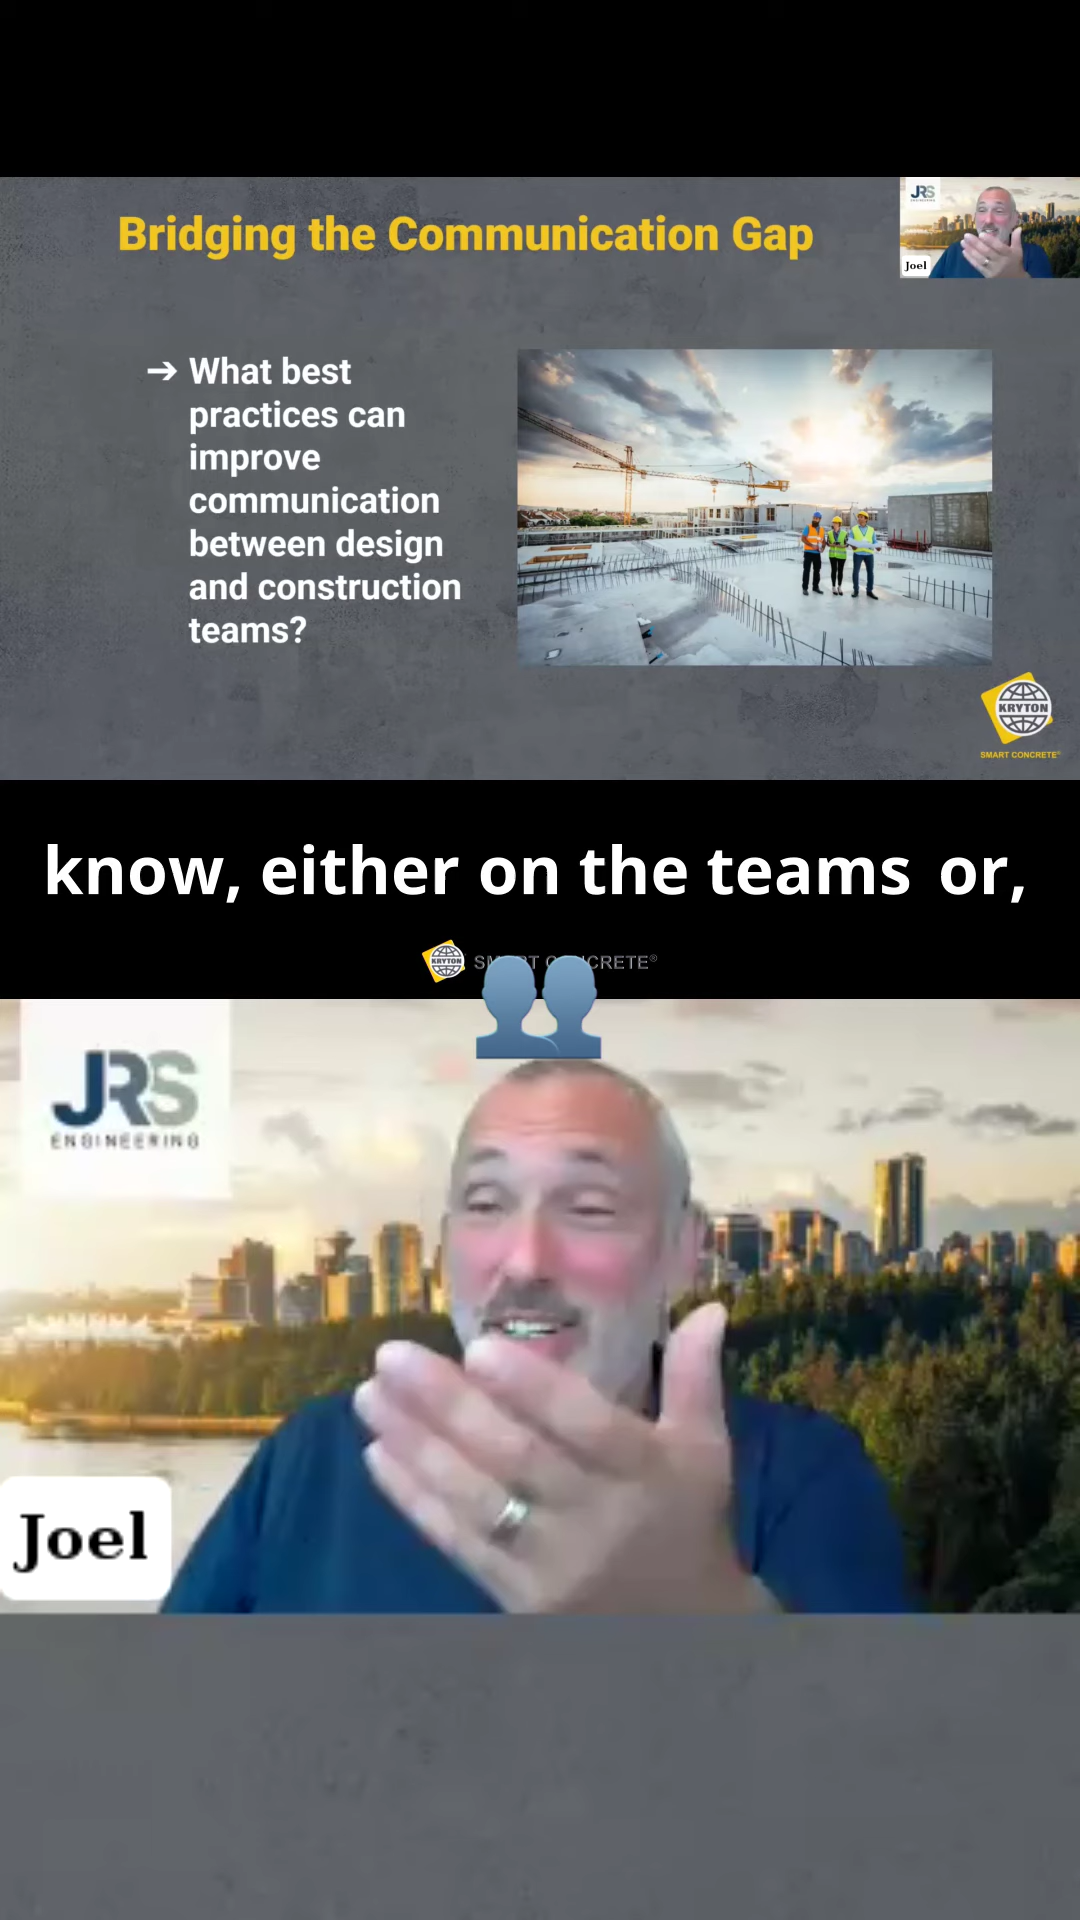 Bridging the Communication Gap
JRS
Joel
→ What best
practices can
improve
communication
between design
and construction
teams?
KRYTON
SMART CONCRETE®
know, either on the teams or,
KRYTON
JRS
ENGINEERING
Joel